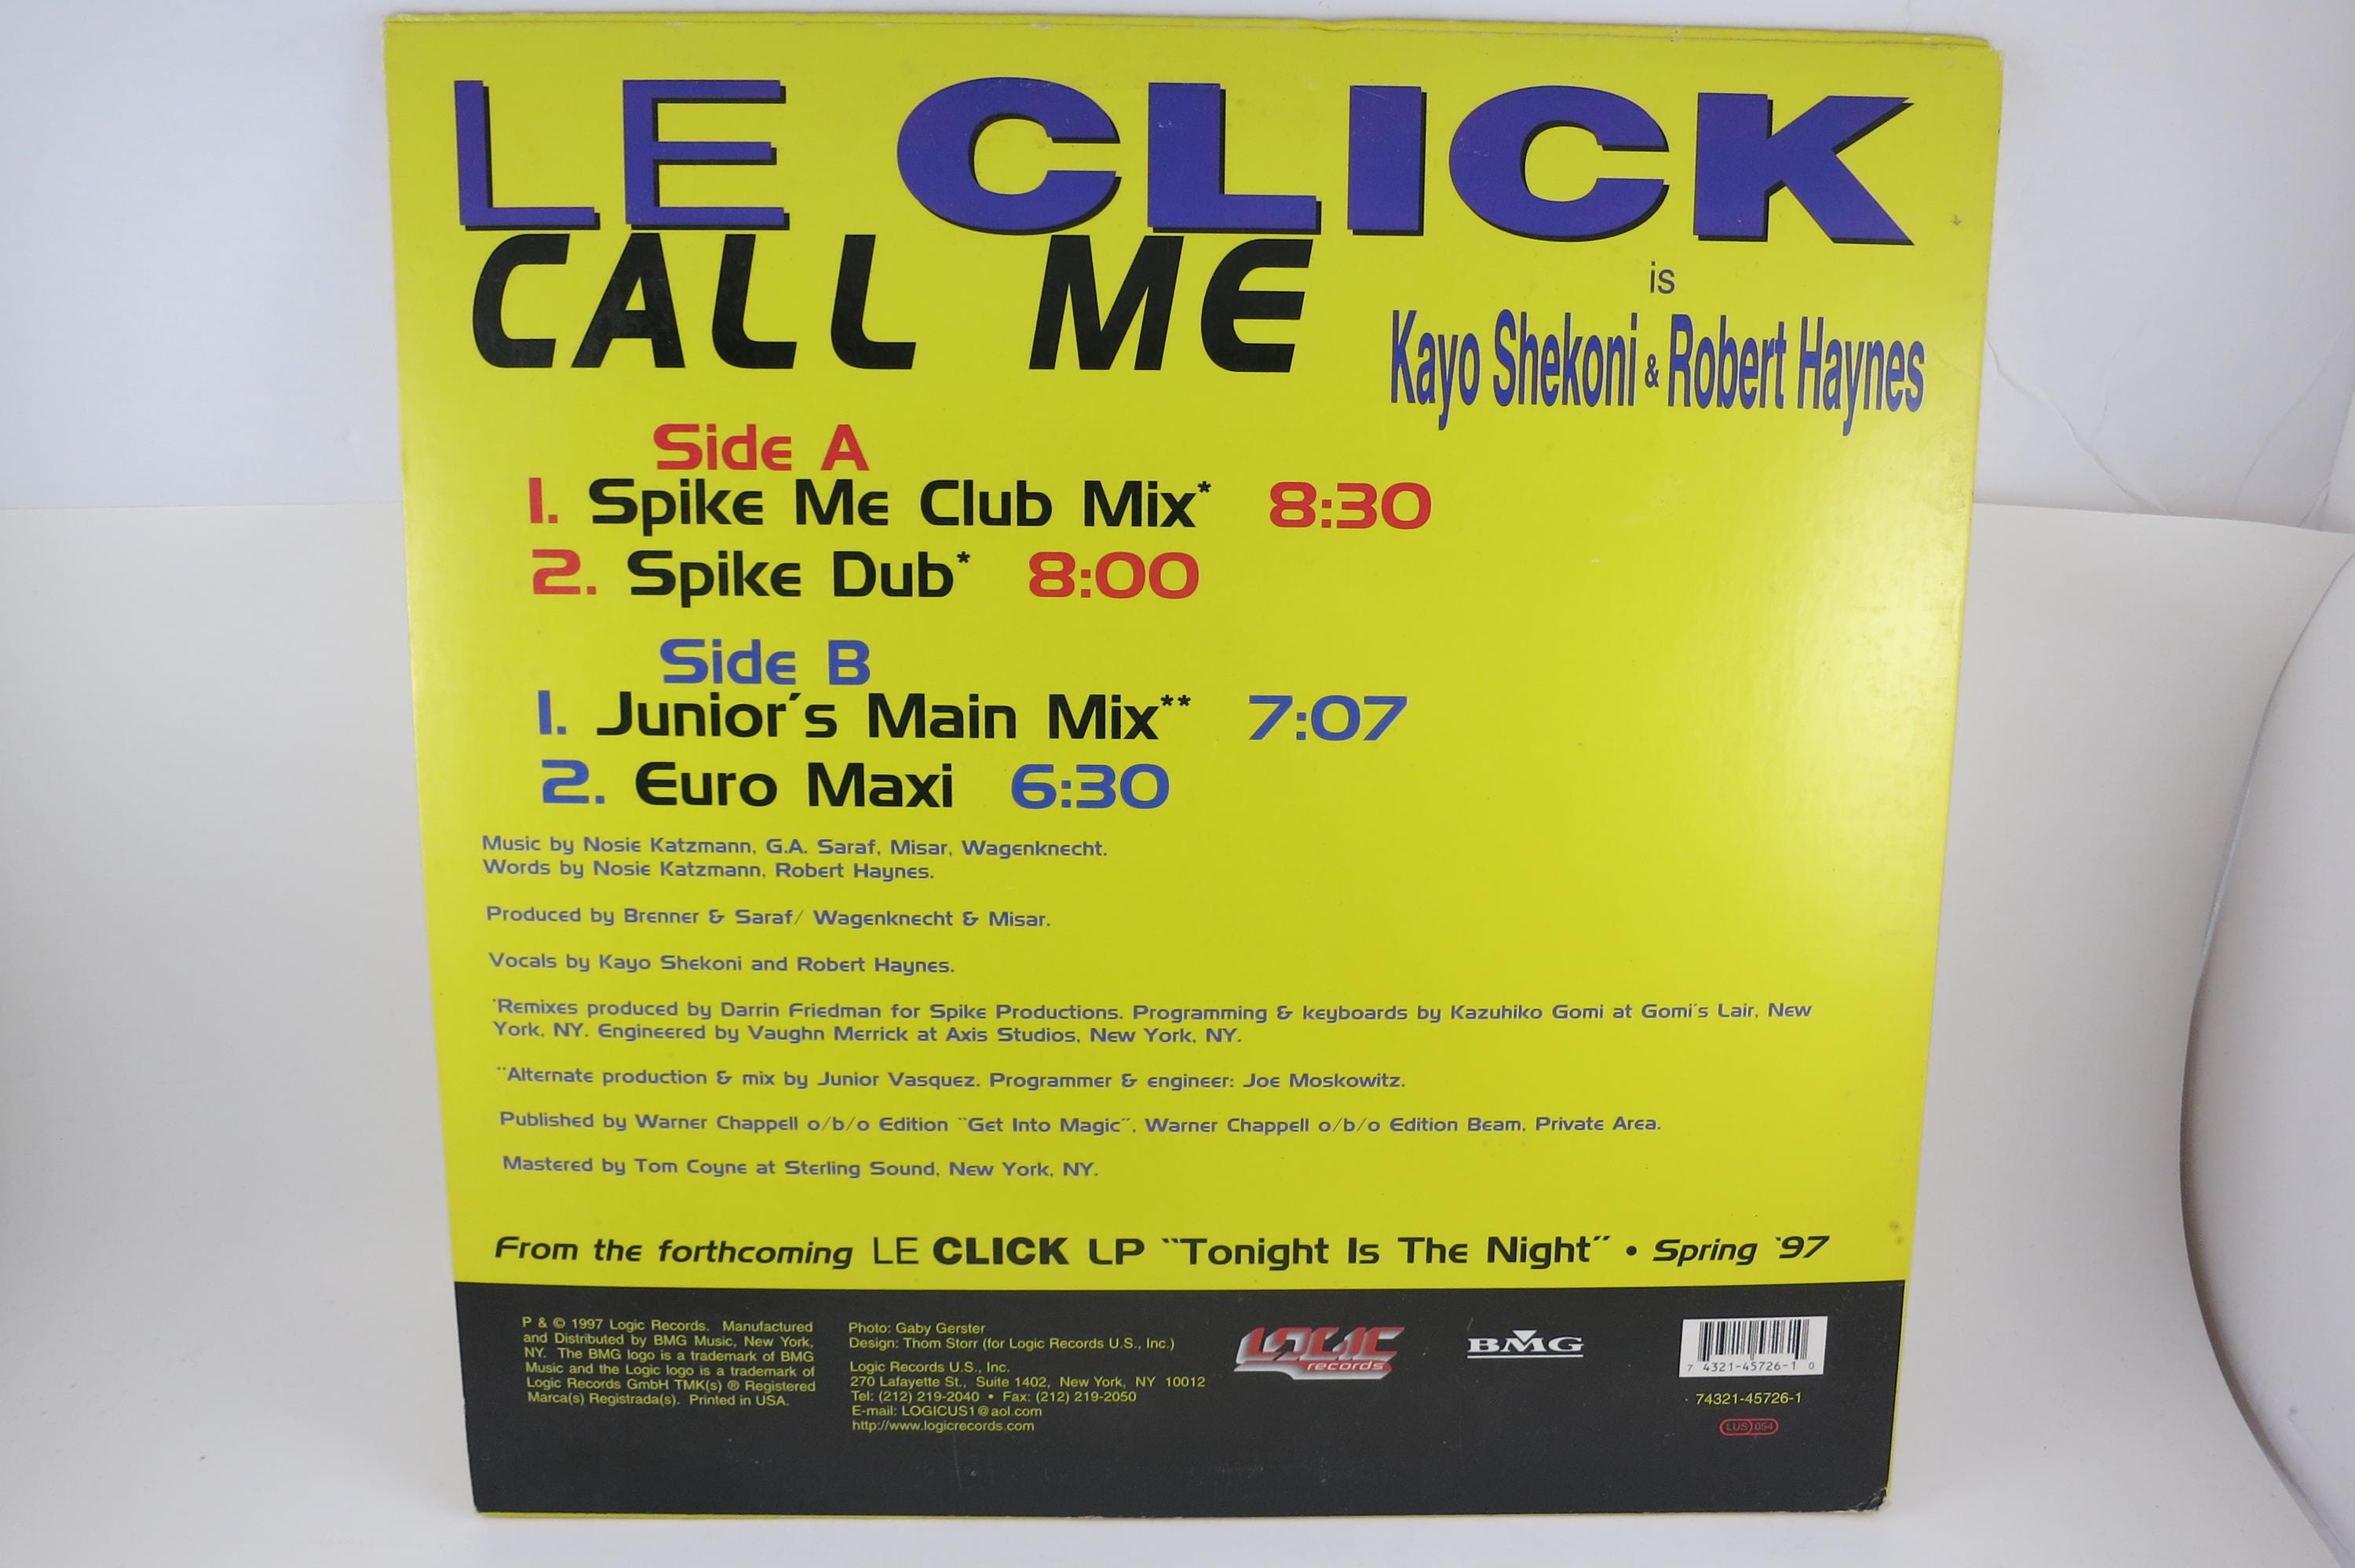 LE CLICK
CALL ME
is
Kayo Shekoni & Robert Haynes
Side A
1. Spike Me Club Mix* 8:30
2. Spike Dub* 8:00
Side B
1. Junior's Main Mix** 7:07
2. Euro Maxi 6:30
Music by Nosie Katzmann, G.A. Saraf, Misar, Wagenknecht.
Words by Nosie Katzmann, Robert Haynes.
Produced by Brenner & Saraf/ Wagenknecht & Misar.
Vocals by Kayo Shekoni and Robert Haynes.
*Remixes produced by Darrin Friedman for Spike Productions. Programming & keyboards by Kazuhiko Gomi at Gomi's Lair, New
York, NY. Engineered by Vaughn Merrick at Axis Studios, New York, NY.
**Alternate production & mix by Junior Vasquez. Programmer & engineer: Joe Moskowitz.
Published by Warner Chappell o/b/o Edition "Get Into Magic", Warner Chappell o/b/o Edition Beam, Private Area.
Mastered by Tom Coyne at Sterling Sound, New York, NY.
From the forthcoming LE CLICK LP "Tonight Is The Night" • Spring '97
P & © 1997 Logic Records. Manufactured
and Distributed by BMG Music, New York,
NY. The BMG logo is a trademark of BMG
Music and the Logic logo is a trademark of
Logic Records GmbH TMK(s) ® Registered
Marca(s) Registrada(s). Printed in USA.
Photo: Gaby Gerster
Design: Thom Storr (for Logic Records U.S., Inc.)
Logic Records U.S., Inc.
270 Lafayette St., Suite 1402, New York, NY 10012
Tel: (212) 219-2040 • Fax: (212) 219-2050
E-mail: LOGICUS1@aol.com
http://www.logicrecords.com
LOGIC
records
BMG
7 4321-45726-1 0
74321-45726-1
LUS 054